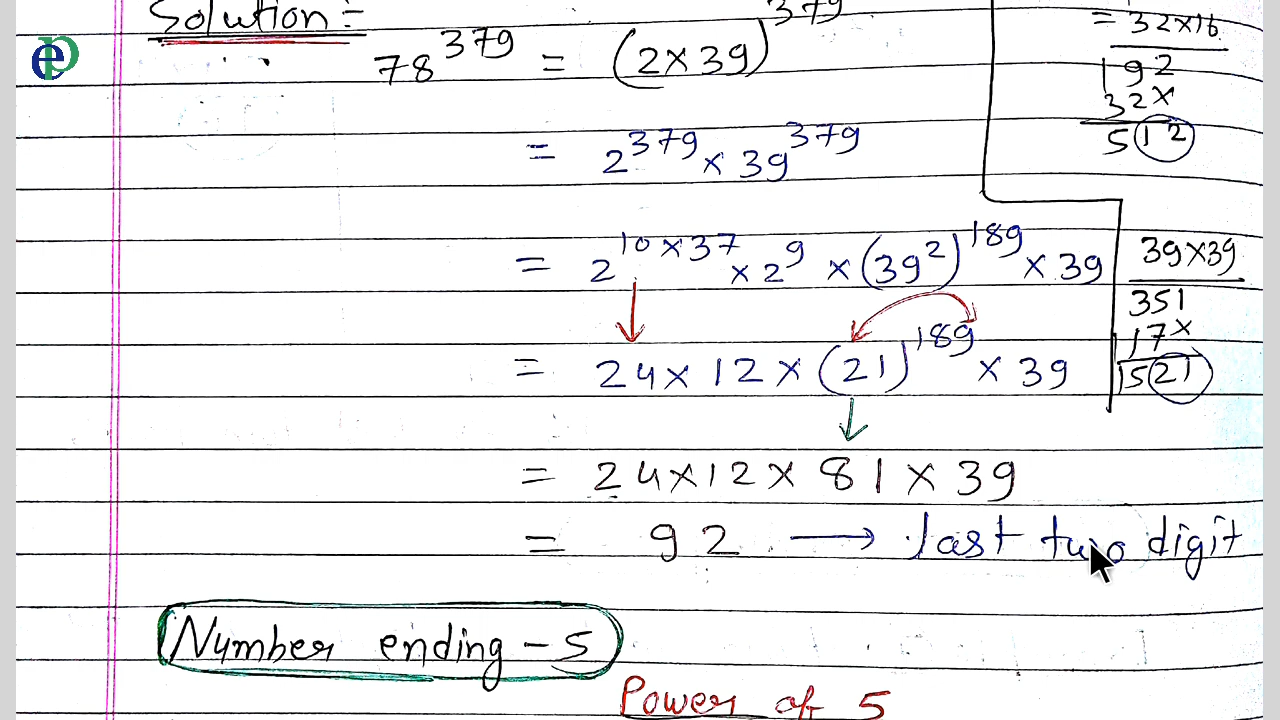 Solution :-
78^379 = (2×39)^379
= 2^379 × 39^379
= 2^10×37 × 2^9 × (39^2)^189 × 39
= 24 × 12 × (21)^189 × 39
= 24×12× 81 × 39
= 92 → last two digit
Number ending - 5
Power of 5
= 32×16
192
32×
512
39×39
351
17×
1521
ep